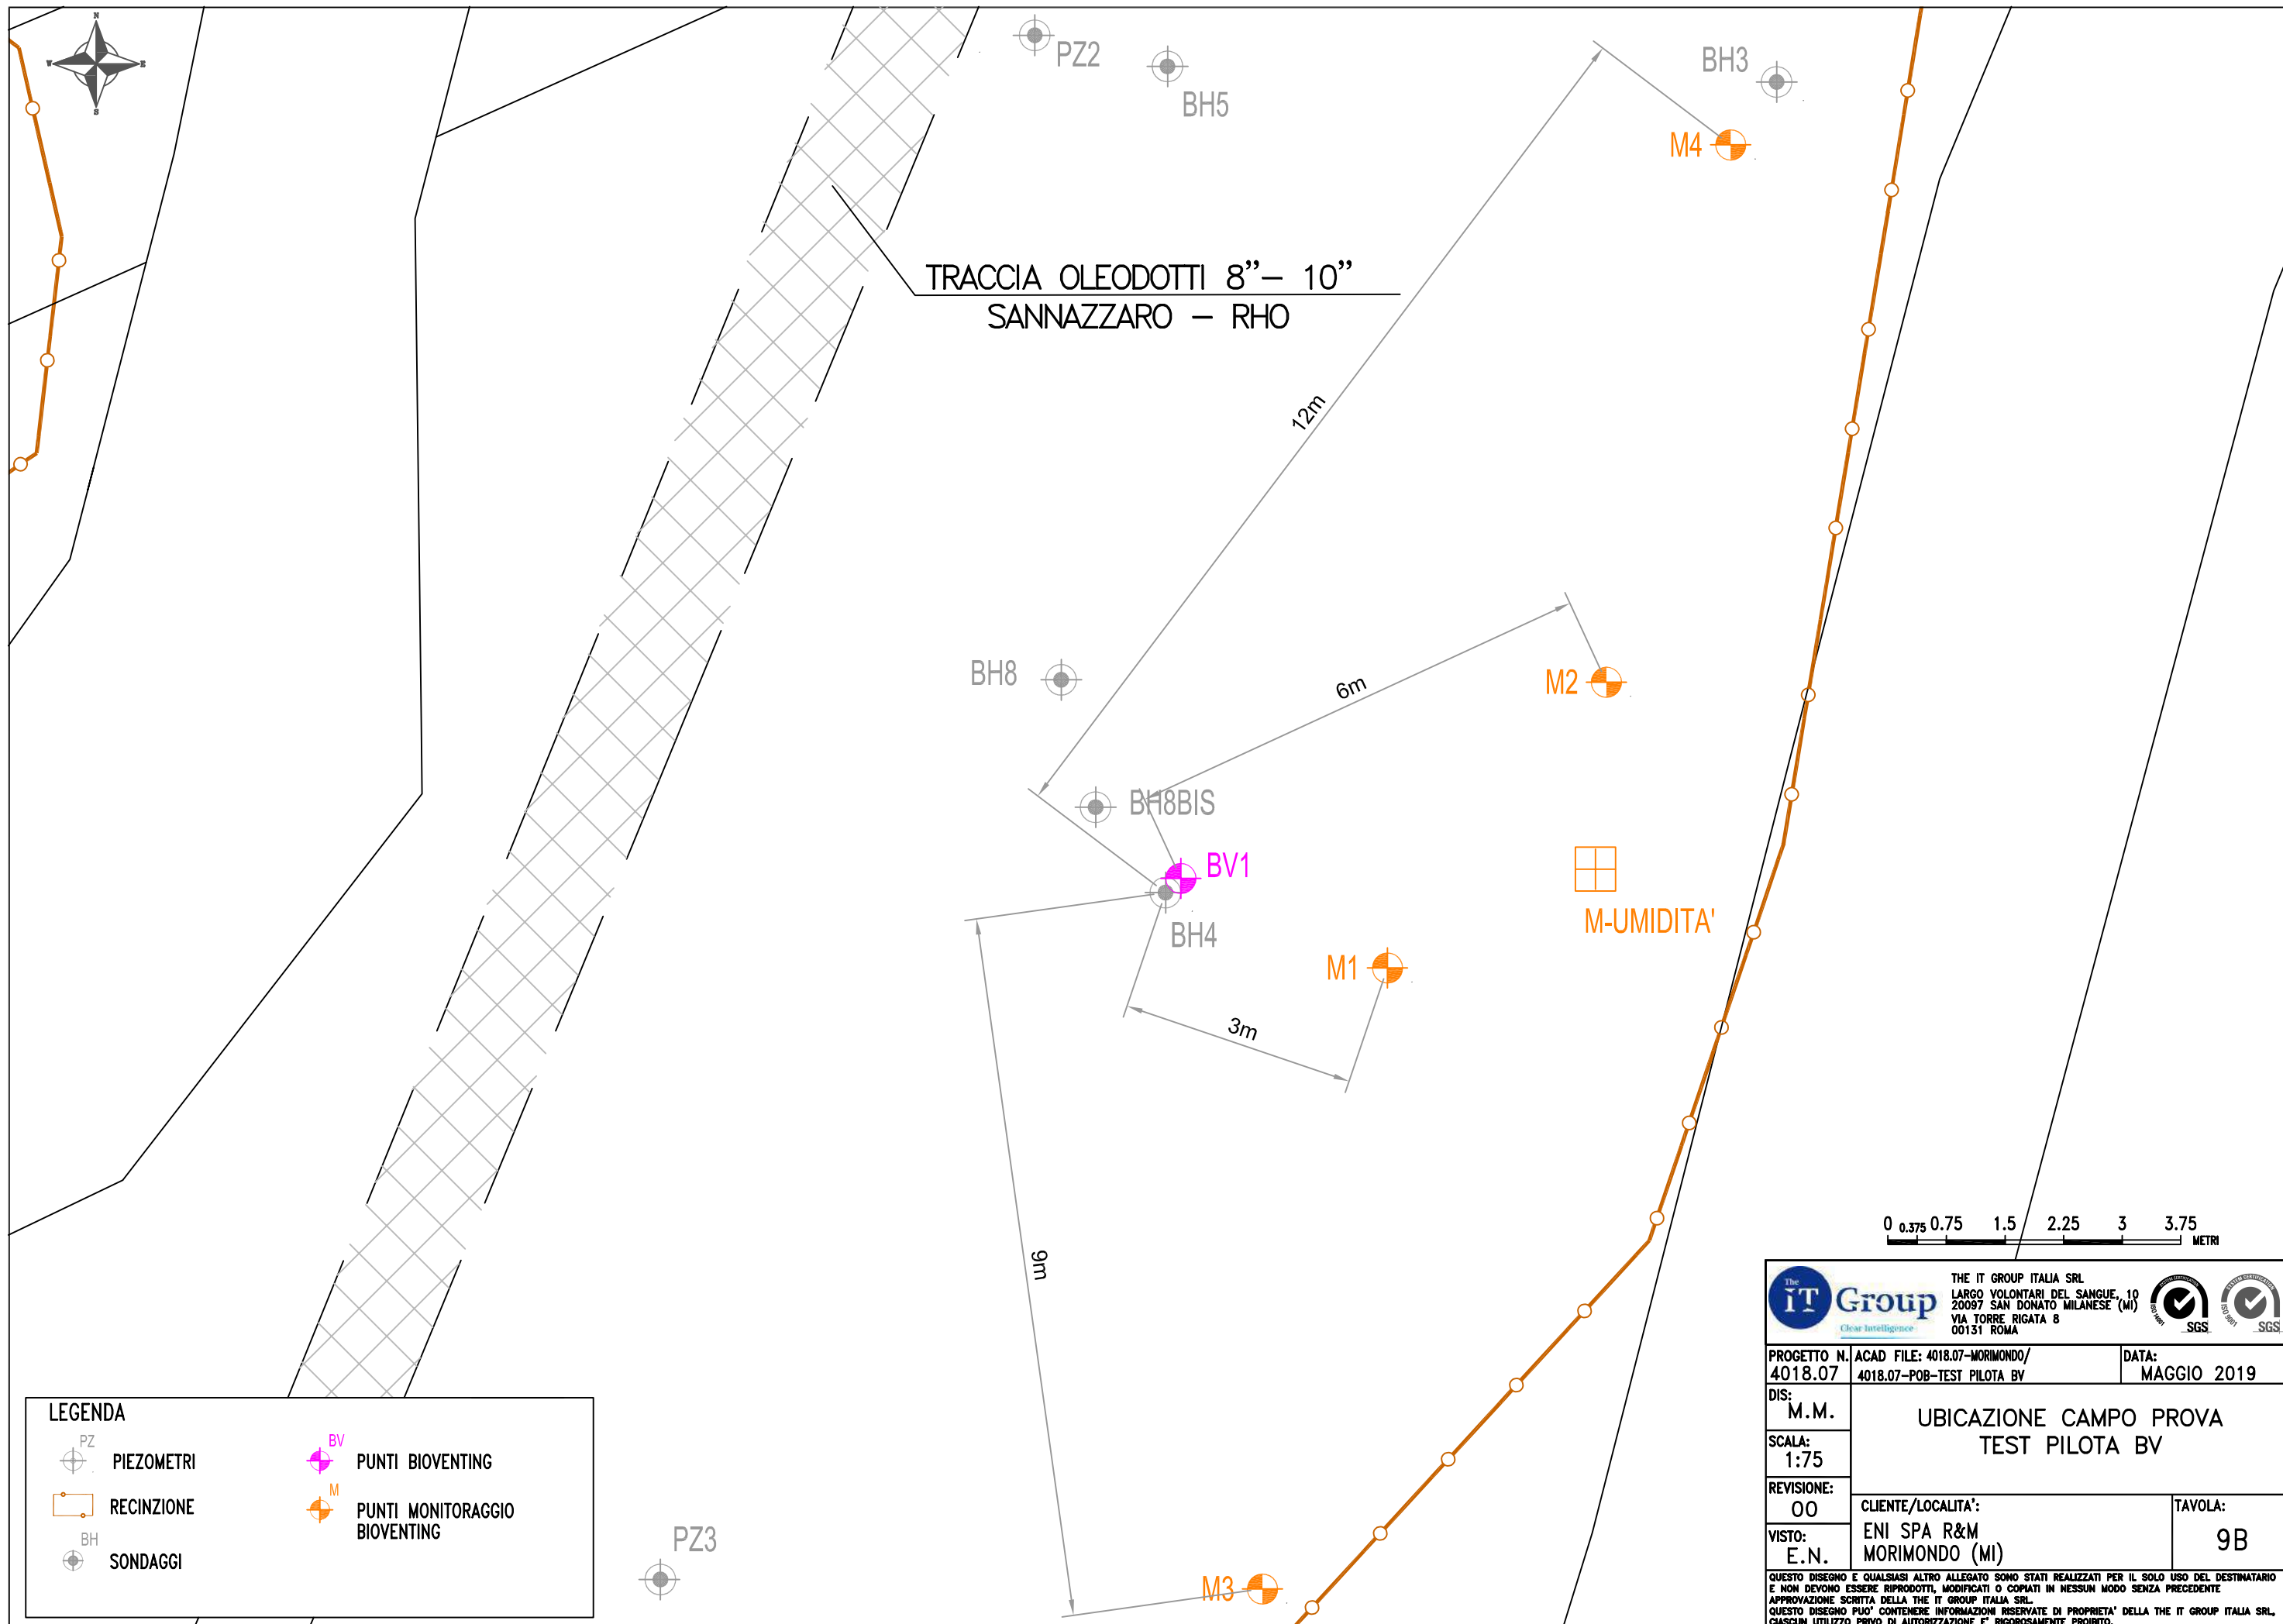 N
W
E
S
PZ2
BH5
BH3
M4
TRACCIA OLEODOTTI 8”– 10”
SANNAZZARO – RHO
12m
BH8
6m
M2
BH8BIS
BV1
BH4
M-UMIDITA'
M1
3m
9m
PZ3
M3
0 0.375 0.75 1.5 2.25 3 3.75
METRI
LEGENDA
PZ
PIEZOMETRI
RECINZIONE
BH
SONDAGGI
BV
PUNTI BIOVENTING
M
PUNTI MONITORAGGIO
BIOVENTING
The
iT Group
Clear Intelligence
THE IT GROUP ITALIA SRL
LARGO VOLONTARI DEL SANGUE, 10
20097 SAN DONATO MILANESE (MI)
VIA TORRE RIGATA 8
00131 ROMA
SGS
SGS
PROGETTO N.
4018.07
ACAD FILE: 4018.07-MORIMONDO/
4018.07-POB-TEST PILOTA BV
DATA:
MAGGIO 2019
DIS:
M.M.
UBICAZIONE CAMPO PROVA
TEST PILOTA BV
SCALA:
1:75
REVISIONE:
00
CLIENTE/LOCALITA':
ENI SPA R&M
MORIMONDO (MI)
TAVOLA:
9B
VISTO:
E.N.
QUESTO DISEGNO E QUALSIASI ALTRO ALLEGATO SONO STATI REALIZZATI PER IL SOLO USO DEL DESTINATARIO
E NON DEVONO ESSERE RIPRODOTTI, MODIFICATI O COPIATI IN NESSUN MODO SENZA PRECEDENTE
APPROVAZIONE SCRITTA DELLA THE IT GROUP ITALIA SRL.
QUESTO DISEGNO PUO' CONTENERE INFORMAZIONI RISERVATE DI PROPRIETA' DELLA THE IT GROUP ITALIA SRL,
CIASCUN UTILIZZO PRIVO DI AUTORIZZAZIONE E' RIGOROSAMENTE PROIBITO.